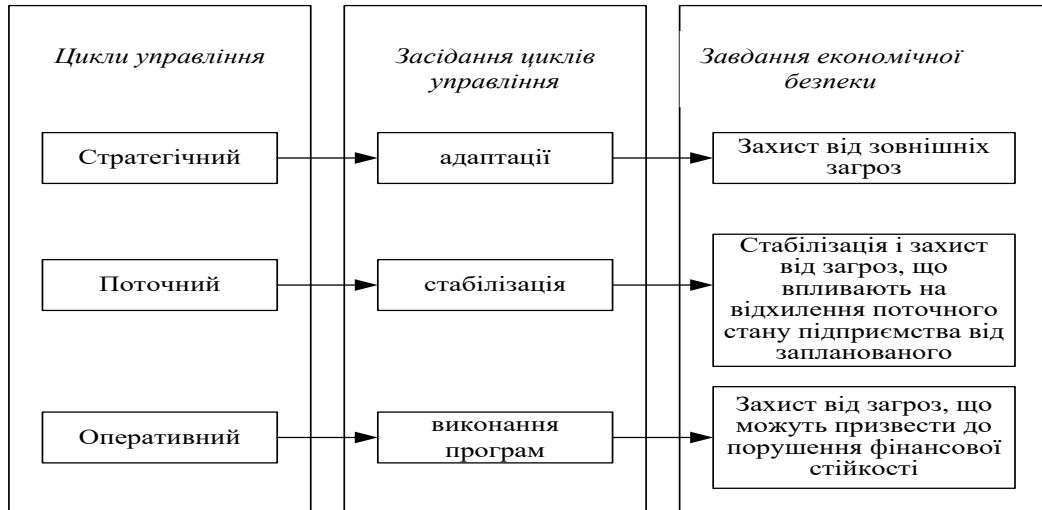 Цикли управління
Засідання циклів
управління
Завдання економічної
безпеки
Стратегічний
адаптації
Захист від зовнішніх
загроз
Поточний
стабілізація
Стабілізація і захист
від загроз, що
впливають на
відхилення поточного
стану підприємства від
запланованого
Оперативний
виконання
програм
Захист від загроз, що
можуть призвести до
порушення фінансової
стійкості